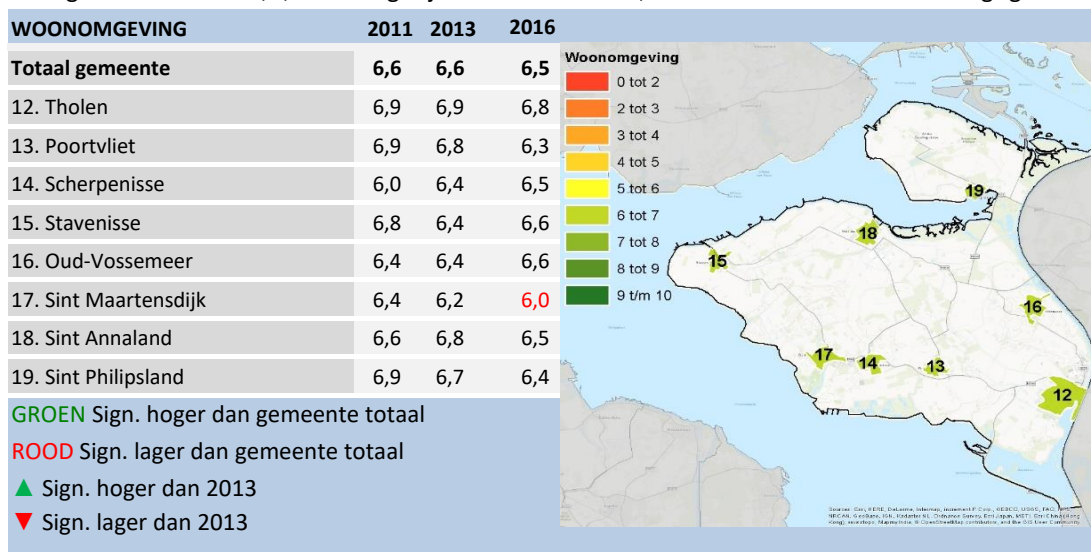 WOONOMGEVING 2011 2013 2016
Totaal gemeente 6,6 6,6 6,5
12. Tholen 6,9 6,9 6,8
13. Poortvliet 6,9 6,8 6,3
14. Scherpenisse 6,0 6,4 6,5
15. Stavenisse 6,8 6,4 6,6
16. Oud-Vossemeer 6,4 6,4 6,6
17. Sint Maartensdijk 6,4 6,2 6,0
18. Sint Annaland 6,6 6,8 6,5
19. Sint Philipsland 6,9 6,7 6,4
GROEN Sign. hoger dan gemeente totaal
ROOD Sign. lager dan gemeente totaal
▲ Sign. hoger dan 2013
▼ Sign. lager dan 2013
Woonomgeving
0 tot 2
2 tot 3
3 tot 4
4 tot 5
5 tot 6
6 tot 7
7 tot 8
8 tot 9
9 t/m 10
19
18
15
16
17
14
13
12